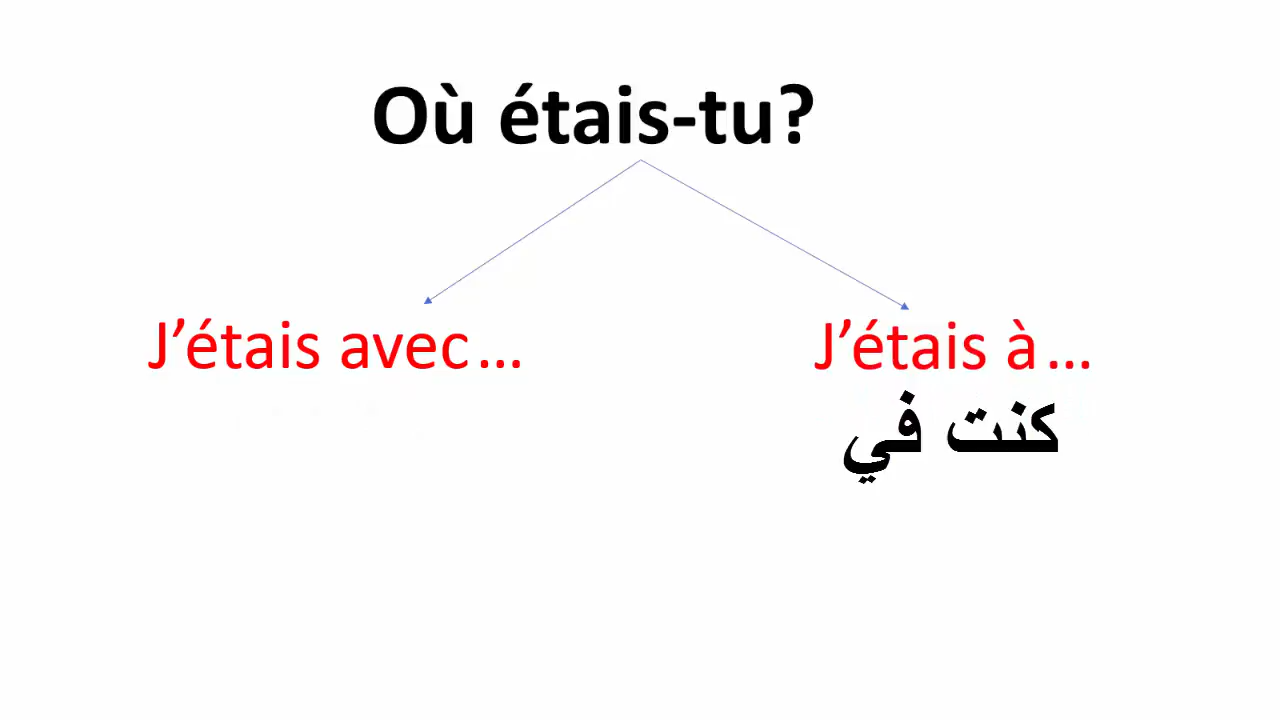 Où étais-tu?
J’étais avec...
J’étais à...
كنت في